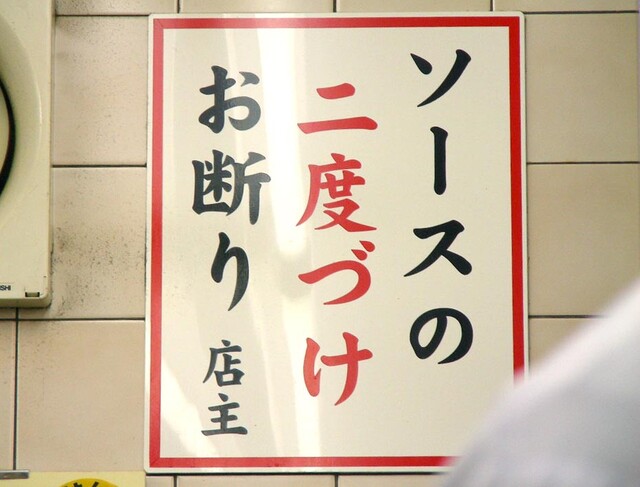 ソースの
二度づけ
お断り 店主